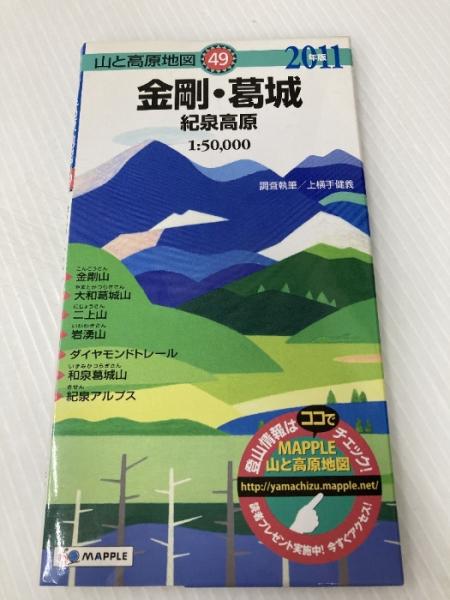 山と高原地図 49
2011年版
金剛・葛城
紀泉高原
1:50,000
調査執筆／上横手健義
こんごうさん
金剛山
やまとかつらぎさん
大和葛城山
にじょうさん
二上山
いわわきさん
岩湧山
ダイヤモンドトレール
いずみかつらぎさん
和泉葛城山
きせん
紀泉アルプス
登山情報はココでチェック!
MAPPLE
山と高原地図
http://yamachizu.mapple.net/
読者プレゼント実施中!今すぐアクセス!
MAPPLE